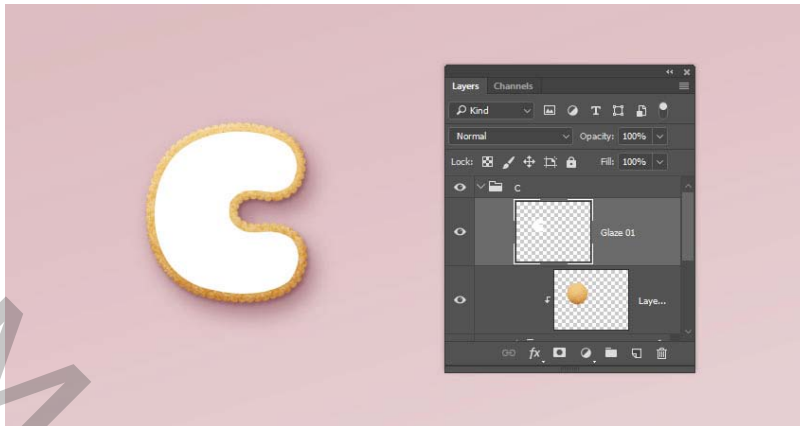 C
Layers Channels
Kind
Normal Opacity: 100%
Lock: Fill: 100%
C
Glaze 01
Laye...
fx
M